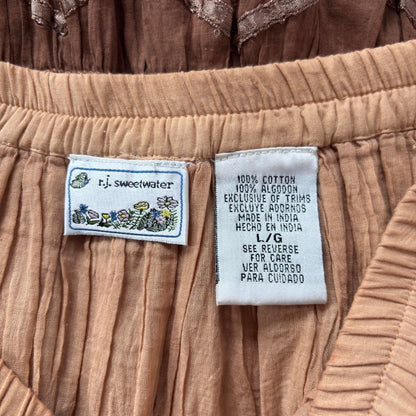 r.j. sweetwater
100% COTTON
100% ALGODON
EXCLUSIVE OF TRIMS
EXCLUYE ADORNOS
MADE IN INDIA
HECHO EN INDIA
L/G
SEE REVERSE
FOR CARE
VER ALDORSO
PARA CUIDADO